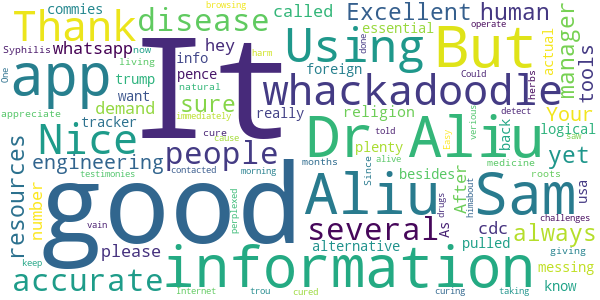 commies
Thank
disease
called
Excellent
human
browsing
operate
Syphilis
now
whatsapp
hey
essential
manager
harm
One
living
info
Using
But
actual
done
tools
trump
pence
foreign
Could
herbs
app
It
want
natural
sure
really
whackadoodle
detect
appreciate
immediately
demand
religion
Your
tracker
cure
told
Easy
verious
logical
Nice
people
Dr Aliu
plenty
back
saw
yet
resources
engineering
cause
months
alive
medicine
roots
number
testimonies
contacted
morning
Aliu
Since
besides
After
Sam
usa
good
several
As
drugs
cdc
always
please
perplexed
alternative
pulled
himabout
challenges
vain
information
giving
messing
accurate
keep
Internet
trou
cured
curing
taking
know